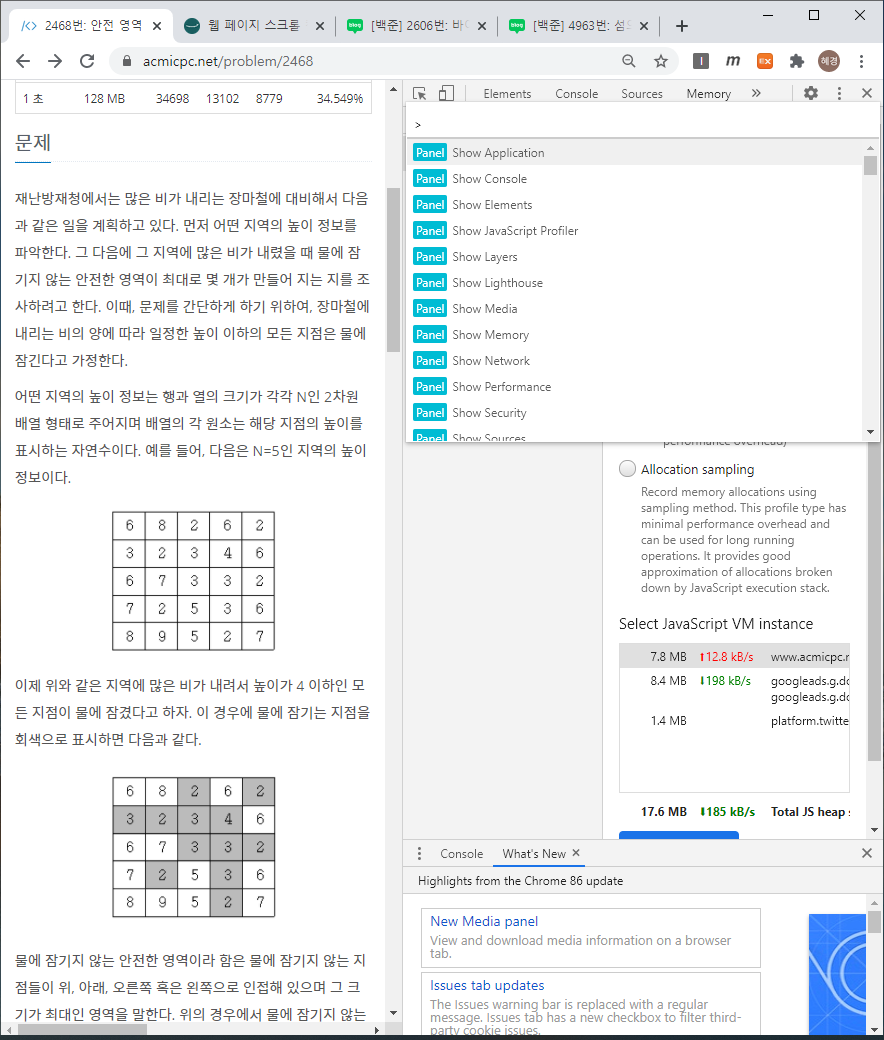 2468번: 안전 영역
웹 페이지 스크롤
[백준] 2606번: 바이
[백준] 4963번: 섬의
acmicpc.net/problem/2468
혜경
1 초 128 MB 34698 13102 8779 34.549%
문제
재난방재청에서는 많은 비가 내리는 장마철에 대비해서 다음
과 같은 일을 계획하고 있다. 먼저 어떤 지역의 높이 정보를
파악한다. 그 다음에 그 지역에 많은 비가 내렸을 때 물에 잠
기지 않는 안전한 영역이 최대로 몇 개가 만들어 지는 지를 조
사하려고 한다. 이때, 문제를 간단하게 하기 위하여, 장마철에
내리는 비의 양에 따라 일정한 높이 이하의 모든 지점은 물에
잠긴다고 가정한다.
어떤 지역의 높이 정보는 행과 열의 크기가 각각 N인 2차원
배열 형태로 주어지며 배열의 각 원소는 해당 지점의 높이를
표시하는 자연수이다. 예를 들어, 다음은 N=5인 지역의 높이
정보이다.
6 8 2 6 2
3 2 3 4 6
6 7 3 3 2
7 2 5 3 6
8 9 5 2 7
이제 위와 같은 지역에 많은 비가 내려서 높이가 4 이하인 모
든 지점이 물에 잠겼다고 하자. 이 경우에 물에 잠기는 지점을
회색으로 표시하면 다음과 같다.
6 8 2 6 2
3 2 3 4 6
6 7 3 3 2
7 2 5 3 6
8 9 5 2 7
물에 잠기지 않는 안전한 영역이라 함은 물에 잠기지 않는 지
점들이 위, 아래, 오른쪽 혹은 왼쪽으로 인접해 있으며 그 크
기가 최대인 영역을 말한다. 위의 경우에서 물에 잠기지 않는
Elements Console Sources Memory »
>
Panel Show Application
Panel Show Console
Panel Show Elements
Panel Show JavaScript Profiler
Panel Show Layers
Panel Show Lighthouse
Panel Show Media
Panel Show Memory
Panel Show Network
Panel Show Performance
Panel Show Security
Panel Show Sources
performance overhead)
Allocation sampling
Record memory allocations using
sampling method. This profile type has
minimal performance overhead and
can be used for long running
operations. It provides good
approximation of allocations broken
down by JavaScript execution stack.
Select JavaScript VM instance
7.8 MB ⬆12.8 kB/s www.acmicpc.r
8.4 MB ⬇198 kB/s googleads.g.dc
googleads.g.dc
1.4 MB platform.twitte
17.6 MB ⬇185 kB/s Total JS heap s
Console What's New
Highlights from the Chrome 86 update
New Media panel
View and download media information on a browser
tab.
Issues tab updates
The Issues warning bar is replaced with a regular
message. Issues tab has a new checkbox to filter third-
party cookie issues.